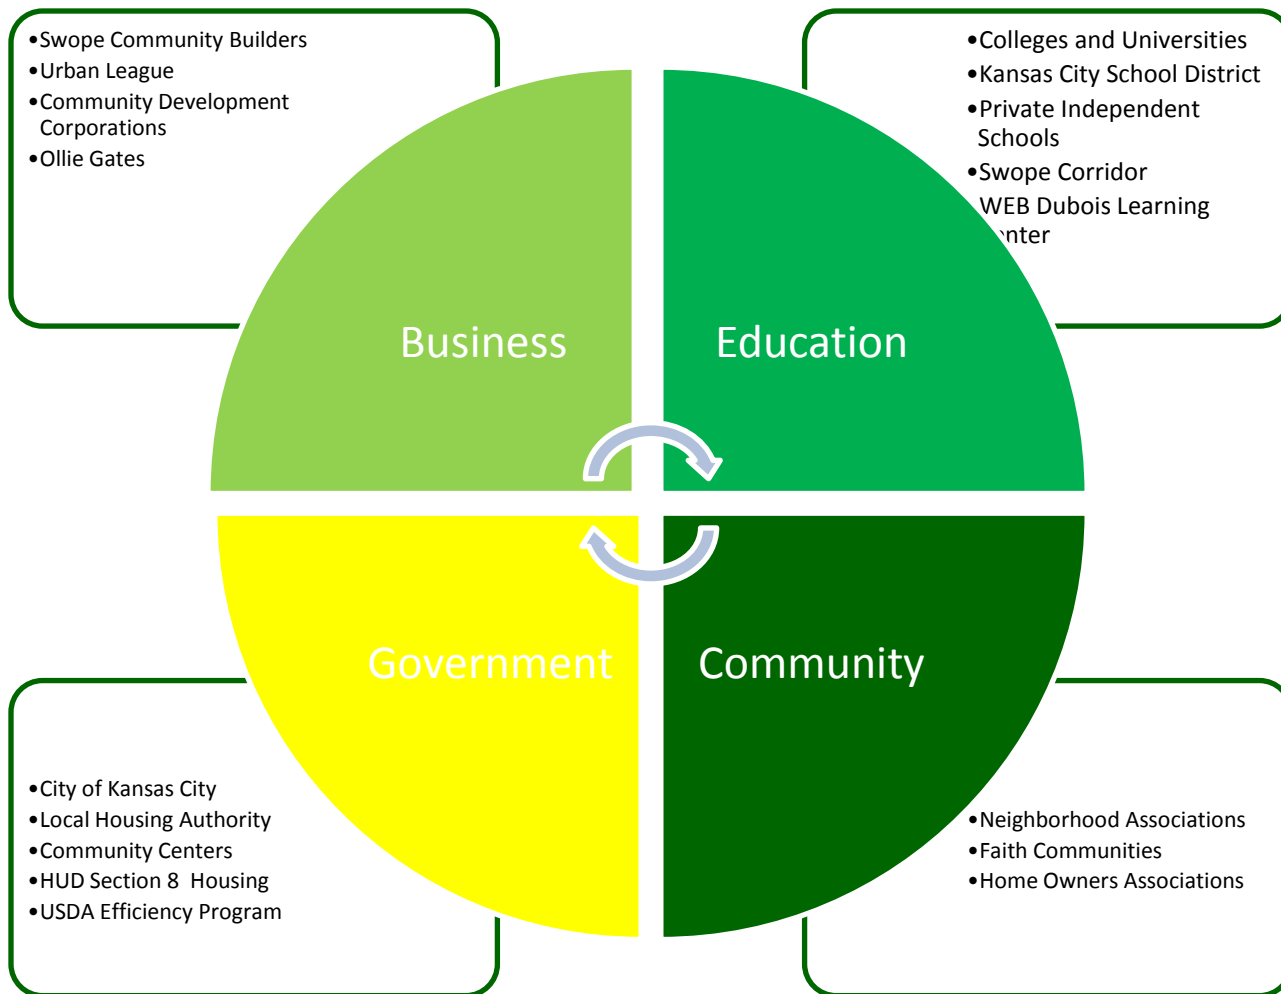 •Swope Community Builders
•Urban League
•Community Development
Corporations
•Ollie Gates
•Colleges and Universities
•Kansas City School District
•Private Independent
Schools
•Swope Corridor
WEB Dubois Learning
enter
Business
Education
Government
Community
•City of Kansas City
•Local Housing Authority
•Community Centers
•HUD Section 8 Housing
•USDA Efficiency Program
•Neighborhood Associations
•Faith Communities
•Home Owners Associations